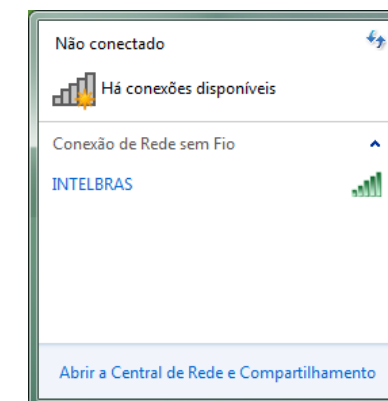 Não conectado
Há conexões disponíveis
Conexão de Rede sem Fio
INTELBRAS
Abrir a Central de Rede e Compartilhamento